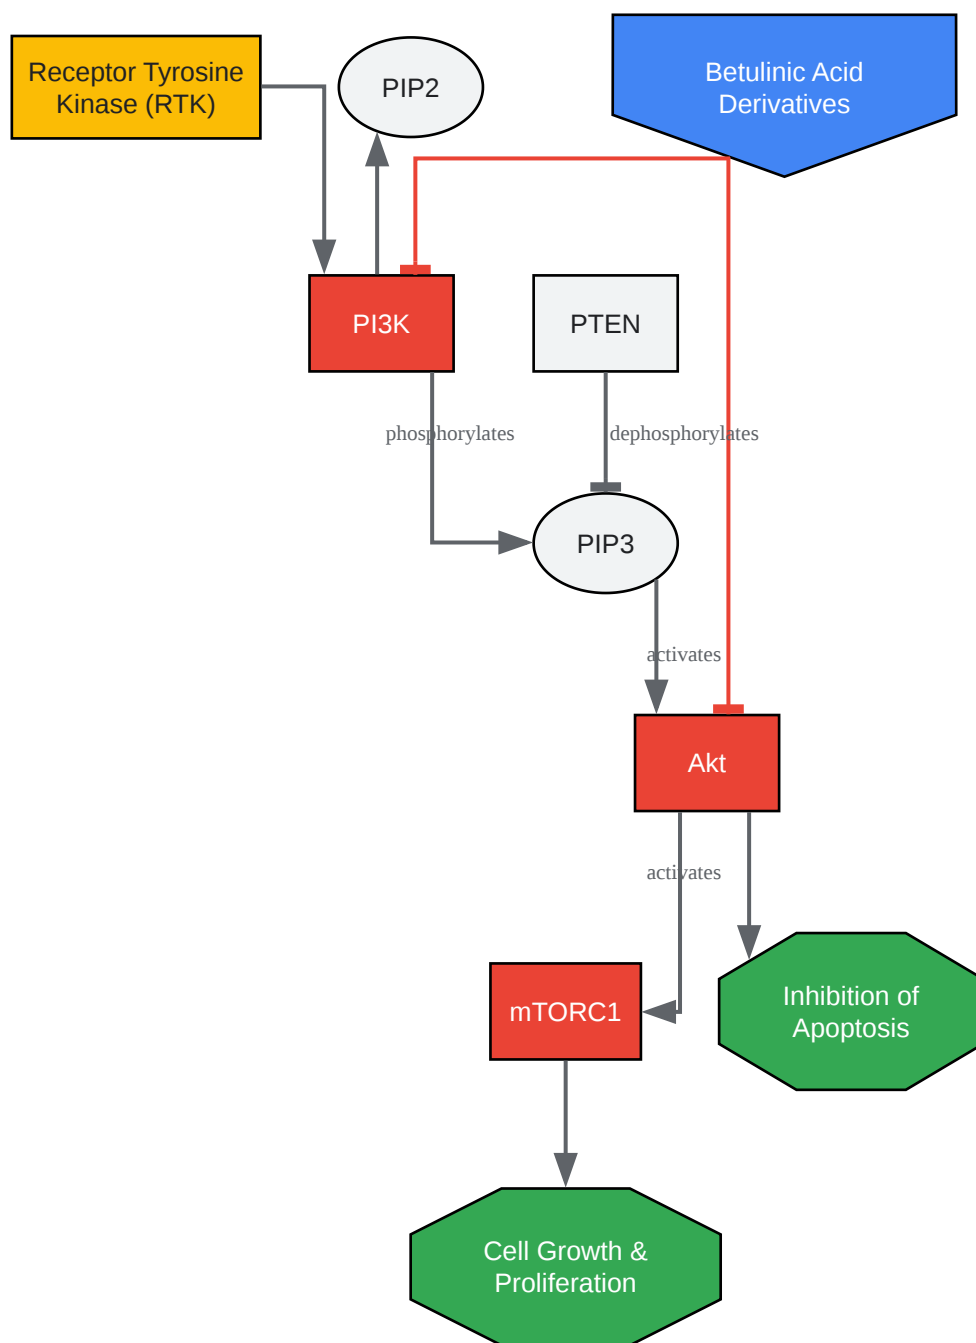 Receptor Tyrosine
Kinase (RTK)
PIP2
Betulinic Acid
Derivatives
PI3K
PTEN
phosphorylates
dephosphorylates
PIP3
activates
Akt
activates
mTORC1
Inhibition of
Apoptosis
Cell Growth &
Proliferation